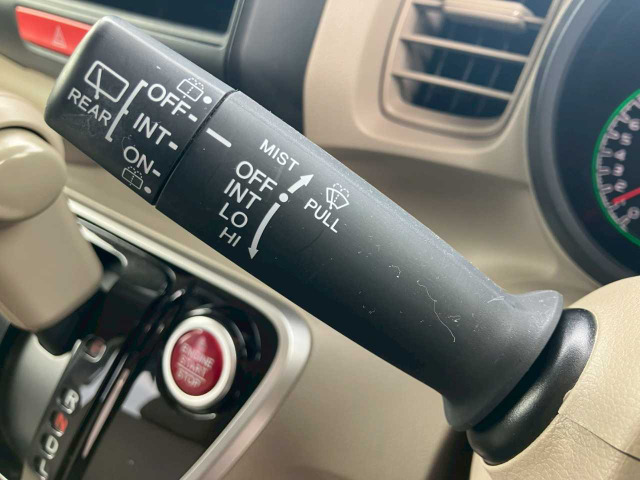 REAR
OFF
INT
ON
MIST
OFF
INT
LO
HI
PULL
ENGINE
START
STOP
R
N
D
L